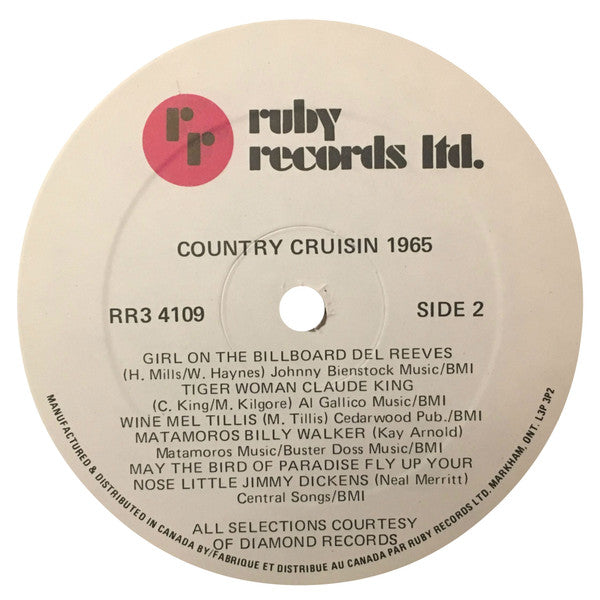 rr
ruby
records ltd.
COUNTRY CRUISIN 1965
RR3 4109
SIDE 2
GIRL ON THE BILLBOARD DEL REEVES
(H. Mills/W. Haynes) Johnny Bienstock Music/BMI
TIGER WOMAN CLAUDE KING
(C. King/M. Kilgore) Al Gallico Music/BMI
WINE MEL TILLIS (M. Tillis) Cedarwood Pub./BMI
MATAMOROS BILLY WALKER (Kay Arnold)
Matamoros Music/Buster Doss Music/BMI
MAY THE BIRD OF PARADISE FLY UP YOUR
NOSE LITTLE JIMMY DICKENS (Neal Merritt)
Central Songs/BMI
ALL SELECTIONS COURTESY
OF DIAMOND RECORDS
MANUFACTURED & DISTRIBUTED IN CANADA BY/FABRIQUE ET DISTRIBUE AU CANADA PAR RUBY RECORDS LTD. MARKHAM, ONT. L3P 3P2